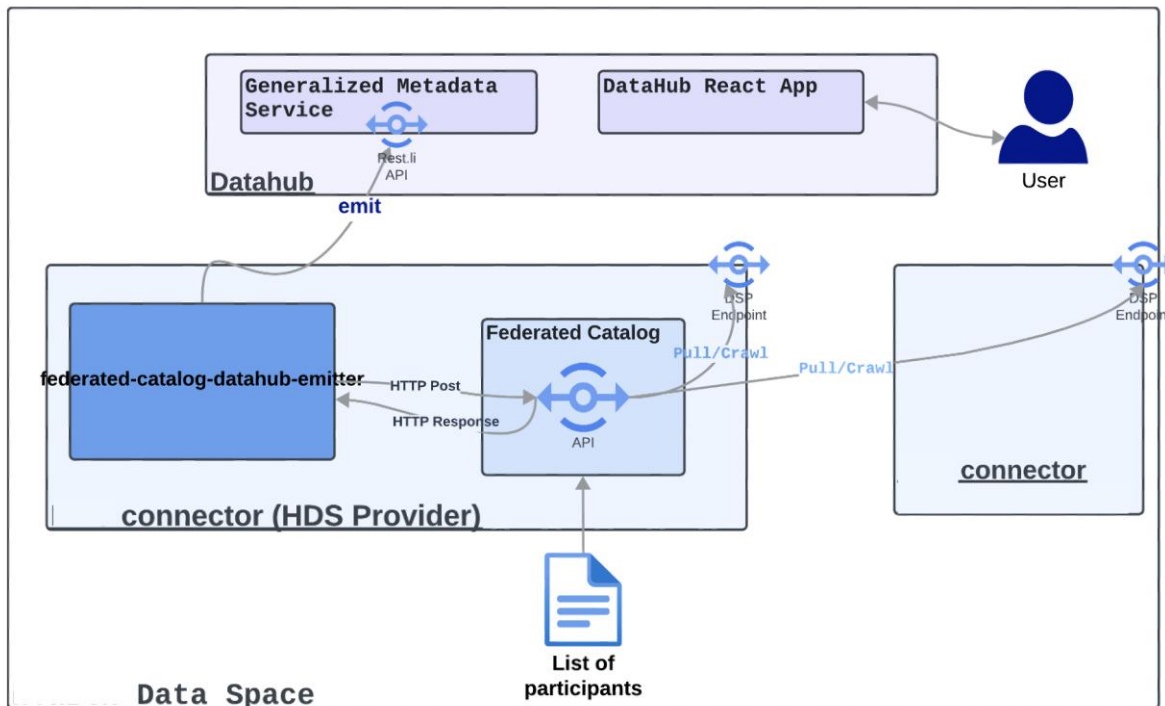 Generalized Metadata
Service
DataHub React App
Rest.li
API
Datahub
User
emit
DSP
Endpoint
DSP
Endpoint
Federated Catalog
Pull/Crawl
Pull/Crawl
federated-catalog-datahub-emitter
HTTP Post
HTTP Response
API
connector
connector (HDS Provider)
List of
participants
Data Space